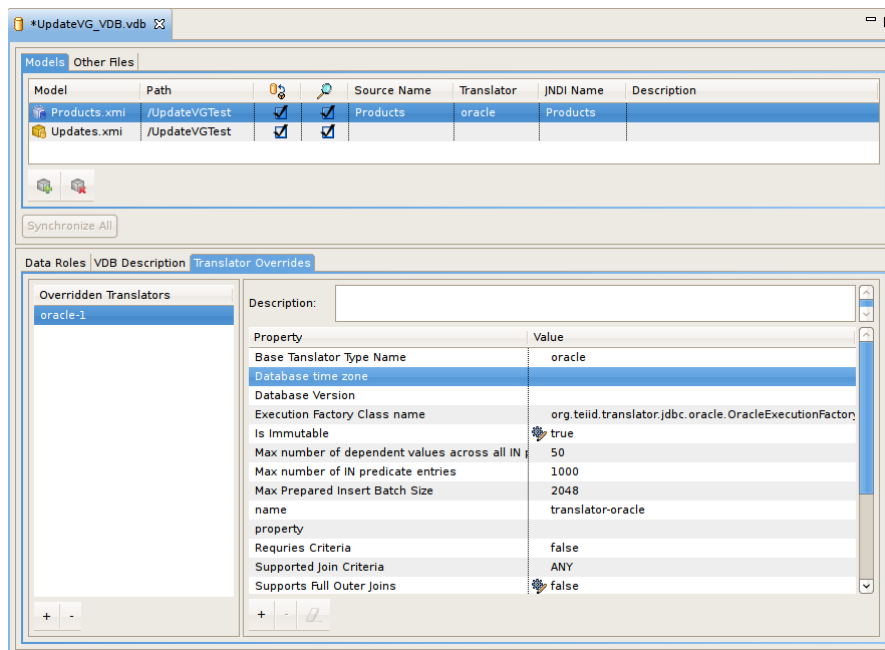 *UpdateVG_VDB.vdb
Models Other Files
Model Path Source Name Translator JNDI Name Description
Products.xmi /UpdateVGTest Products oracle Products
Updates.xmi /UpdateVGTest
Synchronize All
Data Roles VDB Description Translator Overrides
Overridden Translators
oracle-1
Description:
Property Value
Base Tanslator Type Name oracle
Database time zone
Database Version
Execution Factory Class name org.teiid.translator.jdbc.oracle.OracleExecutionFactory
Is Immutable true
Max number of dependent values across all IN p 50
Max number of IN predicate entries 1000
Max Prepared Insert Batch Size 2048
name translator-oracle
property
Requries Criteria false
Supported Join Criteria ANY
Supports Full Outer Joins false
+ -
+ -